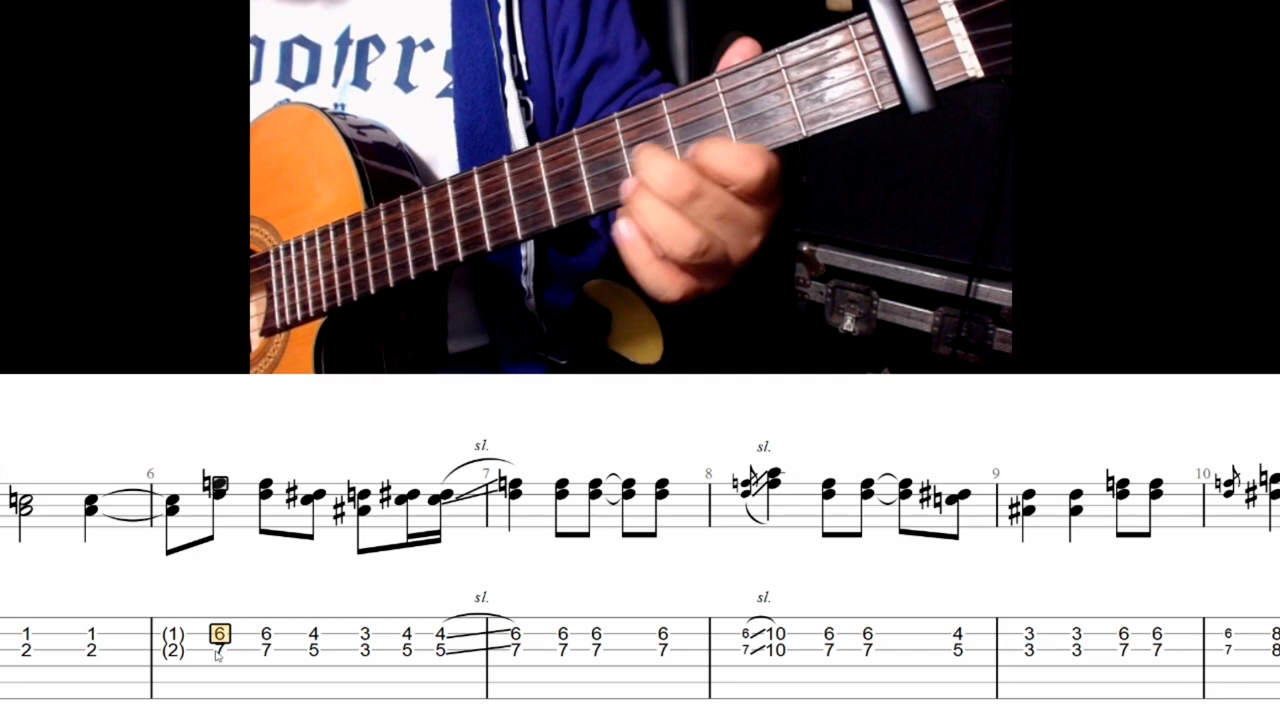 ooters
sl. sl.
6 7 8 9 10
sl. sl.
1 1 (1) 6 6 4 3 4 4 6 6 6 6 6 10 6 6 4 3 3 6 6 6 8
2 2 (2) 7 7 5 3 5 5 7 7 7 7 7 10 7 7 5 3 3 7 7 7 8